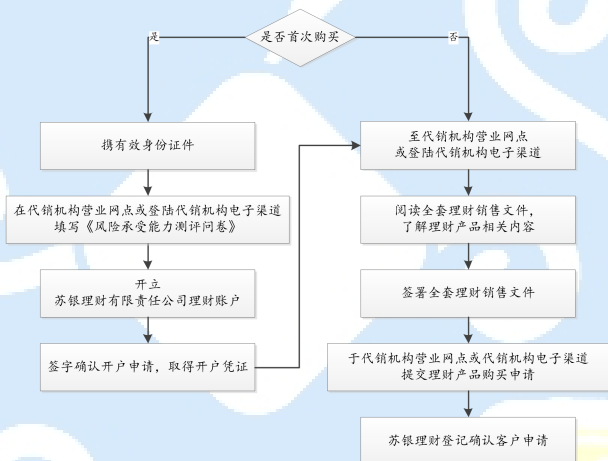 是否首次购买
是
否
携有效身份证件
在代销机构营业网点或登陆代销机构电子渠道
填写《风险承受能力测评问卷》
开立
苏银理财有限责任公司理财账户
签字确认开户申请，取得开户凭证
至代销机构营业网点
或登陆代销机构电子渠道
阅读全套理财销售文件，
了解理财产品相关内容
签署全套理财销售文件
于代销机构营业网点或代销机构电子渠道
提交理财产品购买申请
苏银理财登记确认客户申请